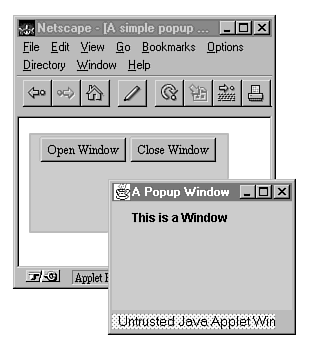 Netscape - [A simple popup ...
File Edit View Go Bookmarks Options
Directory Window Help
Open Window Close Window
A Popup Window
This is a Window
Applet
Untrusted Java Applet Win